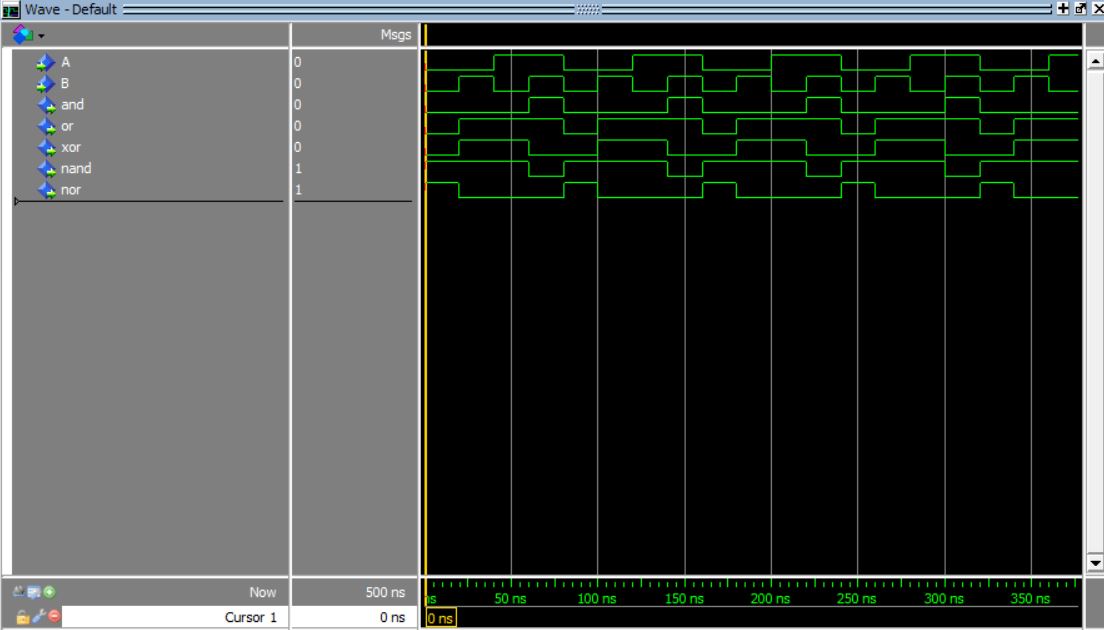 Wave - Default
Msgs
A 0
B 0
and 0
or 0
xor 0
nand 1
nor 1
Now 500 ns
50 ns 100 ns 150 ns 200 ns 250 ns 300 ns 350 ns
Cursor 1 0 ns 0 ns